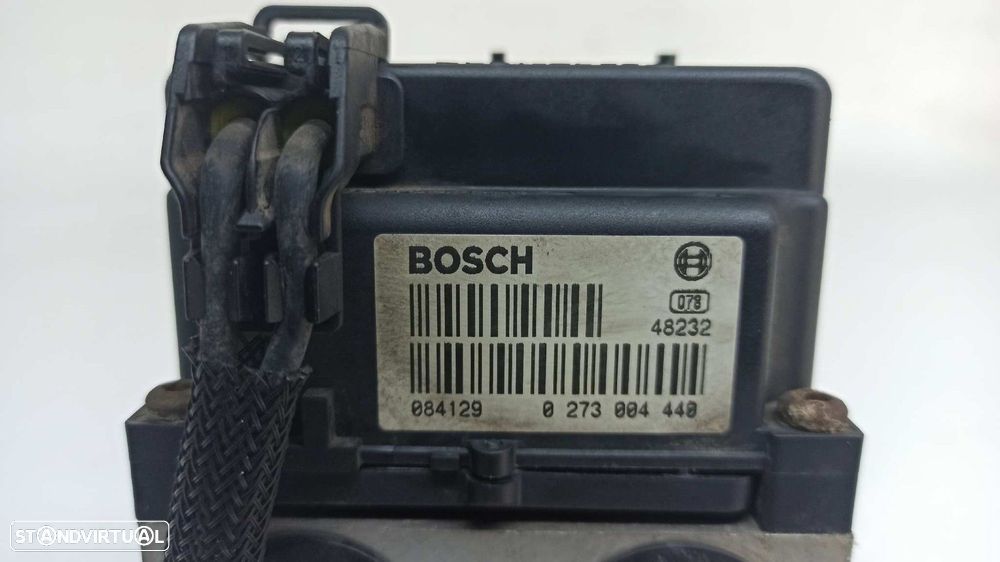 BOSCH
078
48232
084129 0 273 004 440
STANDVIRTUAL